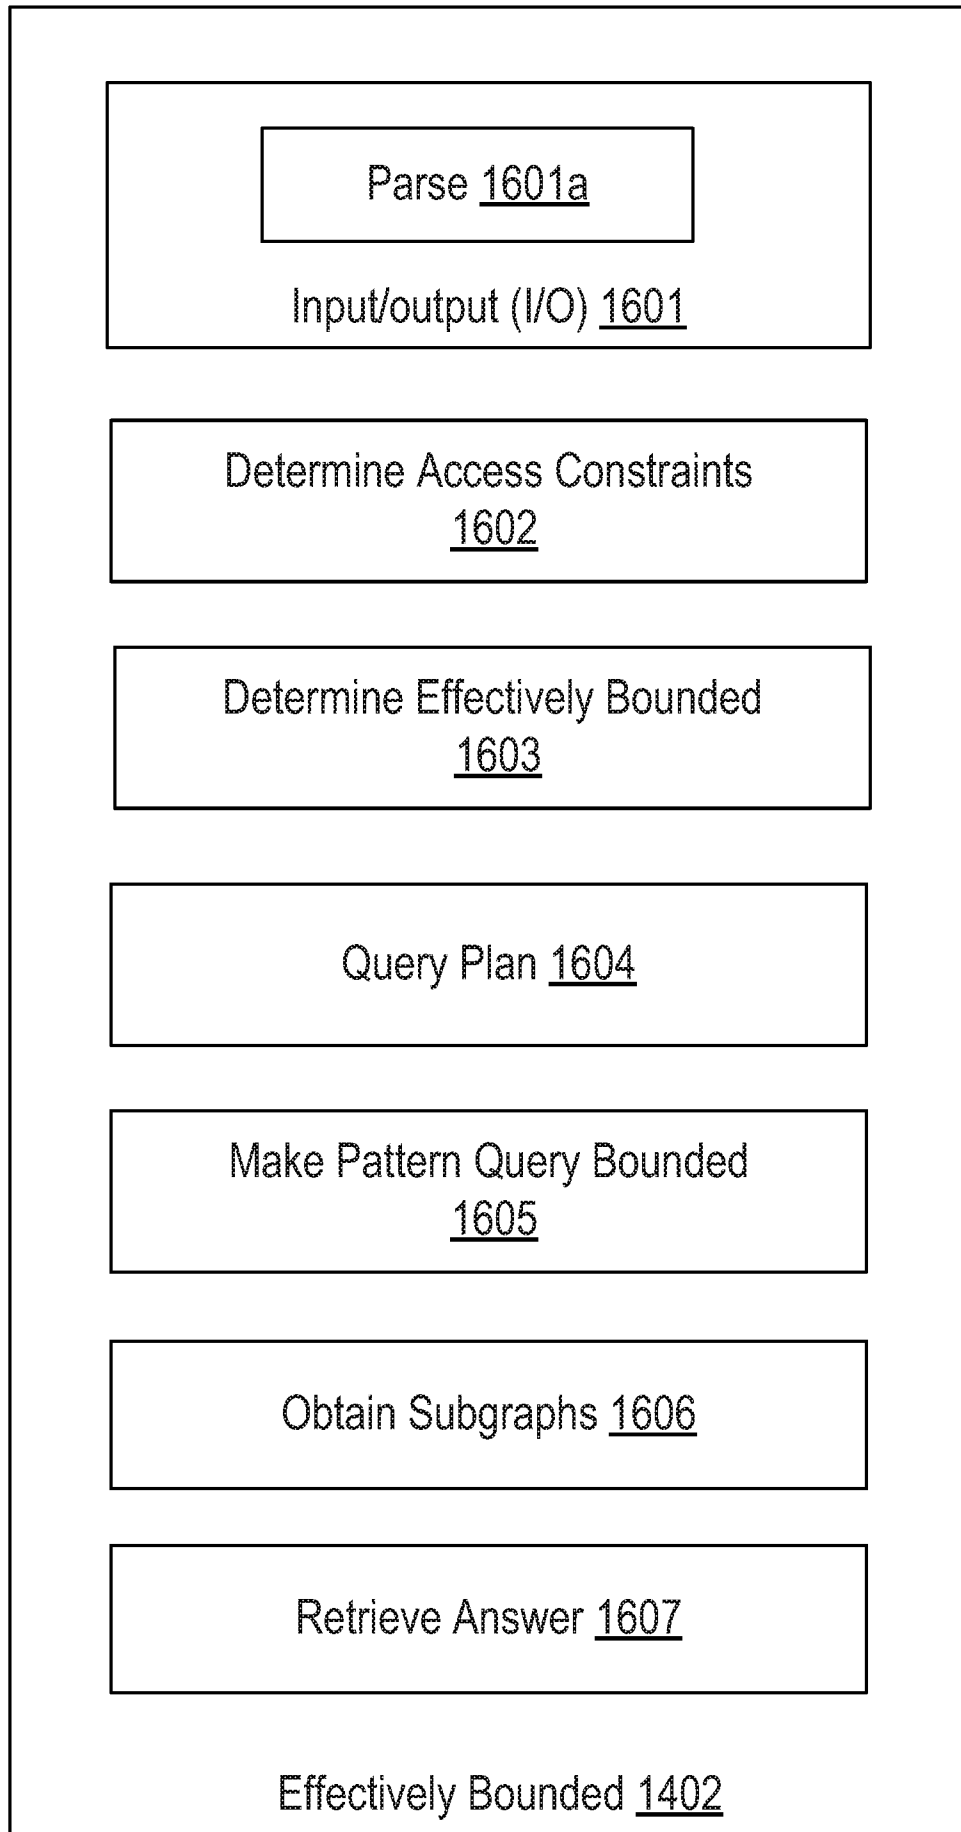 Parse 1601a
Input/output (I/O) 1601
Determine Access Constraints
1602
Determine Effectively Bounded
1603
Query Plan 1604
Make Pattern Query Bounded
1605
Obtain Subgraphs 1606
Retrieve Answer 1607
Effectively Bounded 1402